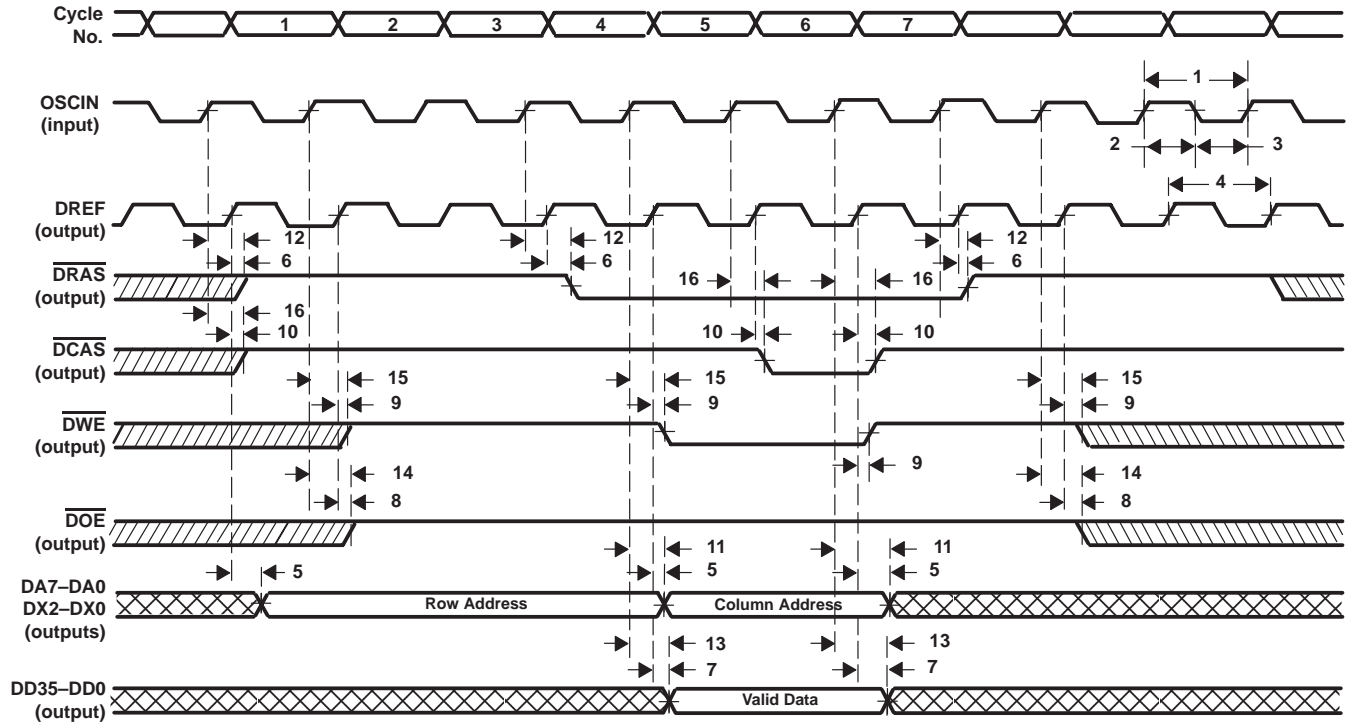 Cycle
No.
1 2 3 4 5 6 7
1
OSCIN
(input)
2 3
4
DREF
(output)
12 12 12
6 6 6
DRAS
(output)
16 16
16
10 10 10
DCAS
(output)
15 15 15
9 9 9
DWE
(output)
9
14 14
8 8
DOE
(output)
11 11
5 5 5
DA7–DA0
DX2–DX0
(outputs)
Row Address Column Address
13 13
7 7
DD35–DD0
(output)
Valid Data